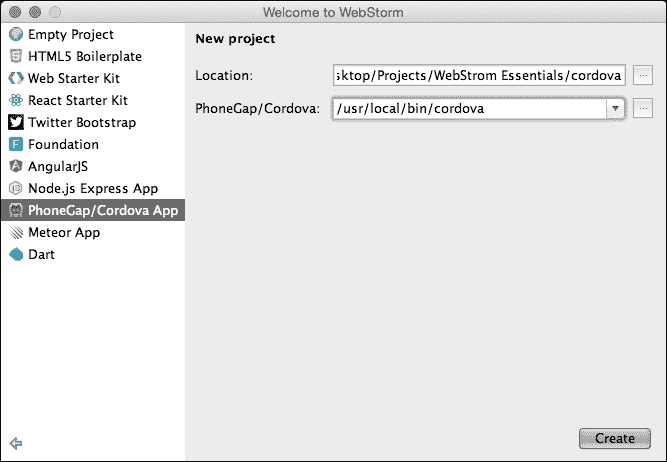 Welcome to WebStorm
Empty Project
HTML5 Boilerplate
Web Starter Kit
React Starter Kit
Twitter Bootstrap
Foundation
AngularJS
Node.js Express App
PhoneGap/Cordova App
Meteor App
Dart
New project
Location: sktop/Projects/WebStrom Essentials/cordova ...
PhoneGap/Cordova: /usr/local/bin/cordova ...
Create